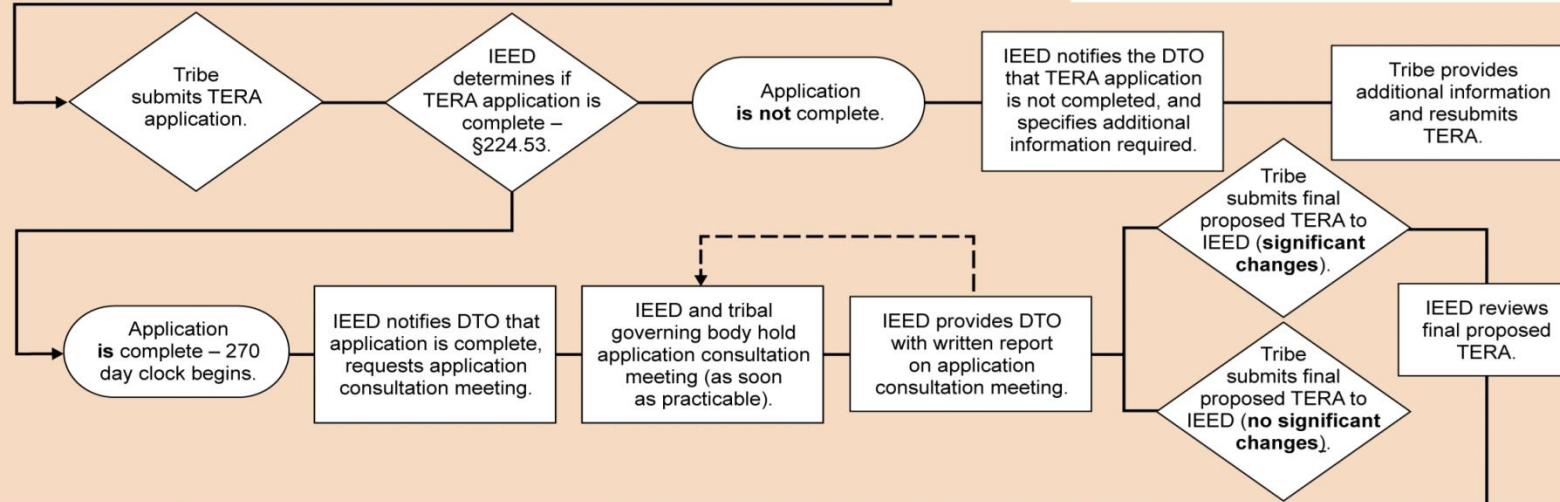 Tribe
submits TERA
application.
IEED
determines if
TERA application is
complete –
§224.53.
Application
is not complete.
IEED notifies the DTO
that TERA application
is not completed, and
specifies additional
information required.
Tribe provides
additional information
and resubmits
TERA.
Application
is complete – 270
day clock begins.
IEED notifies DTO that
application is complete,
requests application
consultation meeting.
IEED and tribal
governing body hold
application consultation
meeting (as soon
as practicable).
IEED provides DTO
with written report
on application
consultation meeting.
Tribe
submits final
proposed TERA to
IEED (significant
changes).
Tribe
submits final
proposed TERA to
IEED (no significant
changes).
IEED reviews
final proposed
TERA.